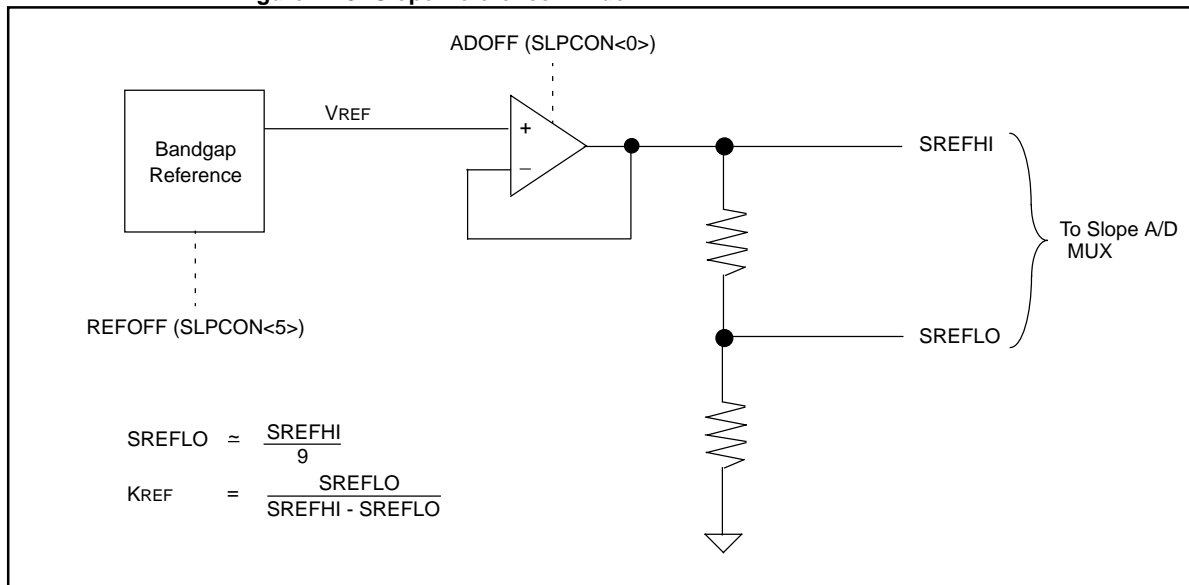 ADOFF (SLPCON<0>)
VREF
Bandgap
Reference
+
−
SREFHI
To Slope A/D
MUX
REFOFF (SLPCON<5>)
SREFLO
SREFLO ≃ SREFHI
9
KREF = SREFLO
SREFHI - SREFLO